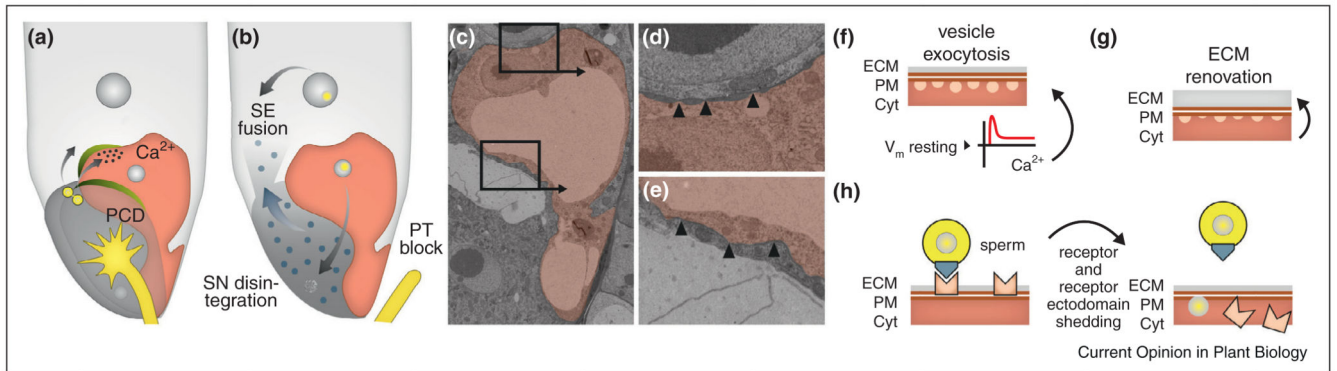 (a)
Ca2+
PCD
(b)
SE
fusion
SN disin-
tegration
PT
block
(c)
(d)
(e)
(f)
vesicle
exocytosis
ECM
PM
Cyt
Vm resting
Ca2+
(g)
ECM
renovation
ECM
PM
Cyt
(h)
sperm
ECM
PM
Cyt
receptor
and
receptor
ectodomain
shedding
ECM
PM
Cyt
Current Opinion in Plant Biology